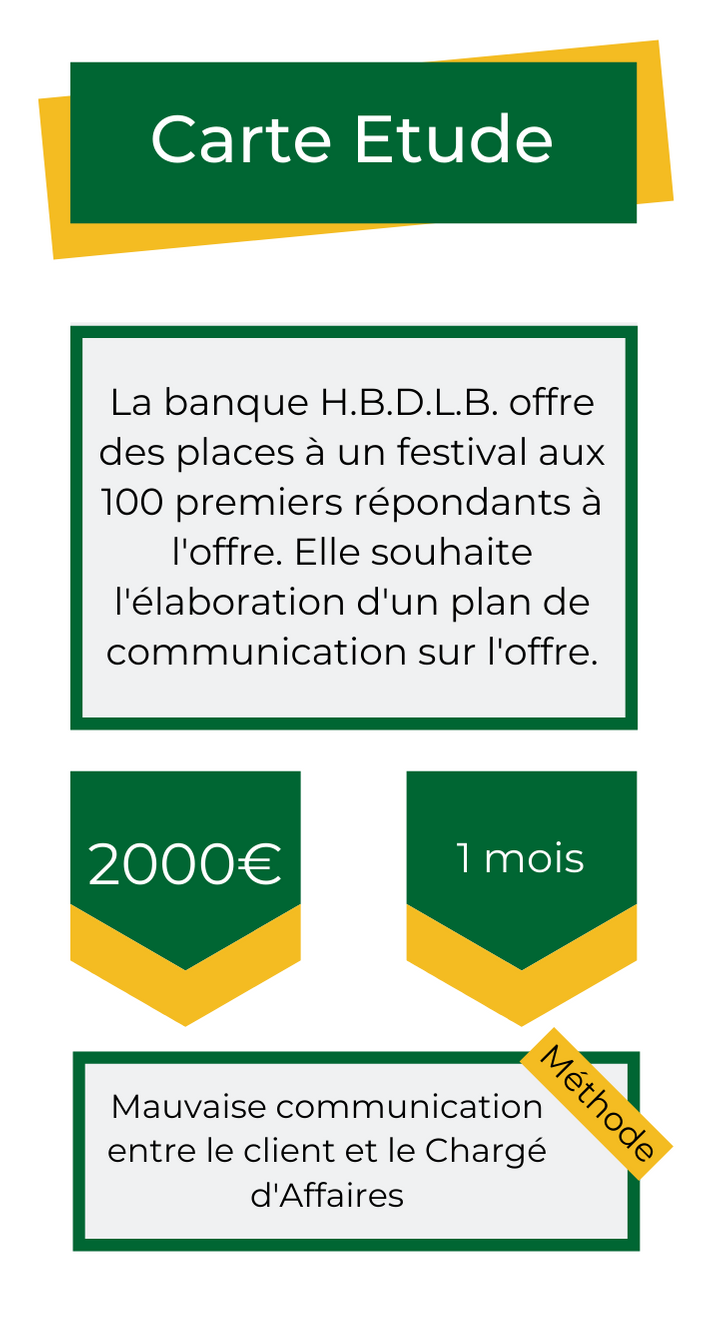 Carte Etude
La banque H.B.D.L.B. offre
des places à un festival aux
100 premiers répondants à
l'offre. Elle souhaite
l'élaboration d'un plan de
communication sur l'offre.
2000€
1 mois
Méthode
Mauvaise communication
entre le client et le Chargé
d'Affaires